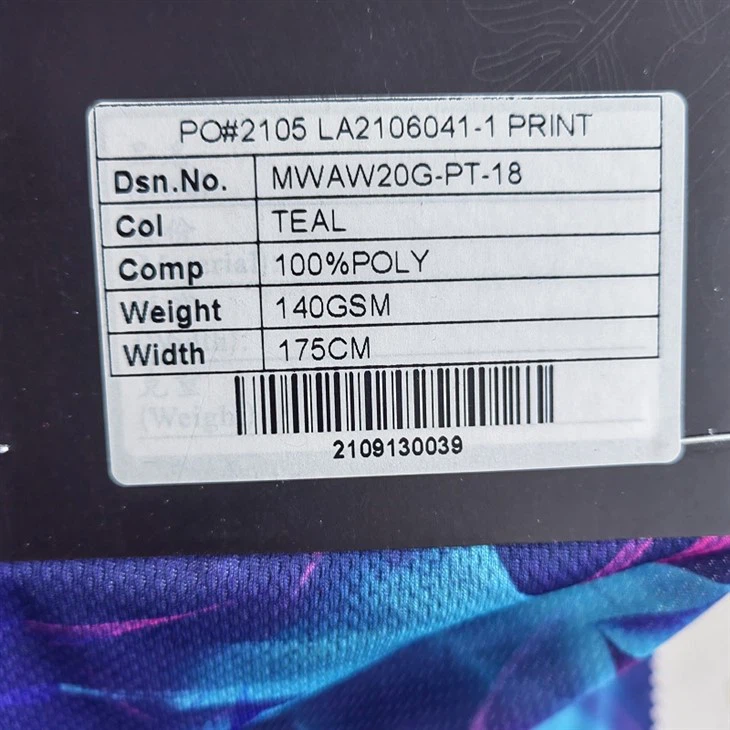 PO#2105 LA2106041-1 PRINT
Dsn.No. MWAW20G-PT-18
Col TEAL
Comp 100%POLY
Weight 140GSM
Width 175CM
(Weigh
2109130039